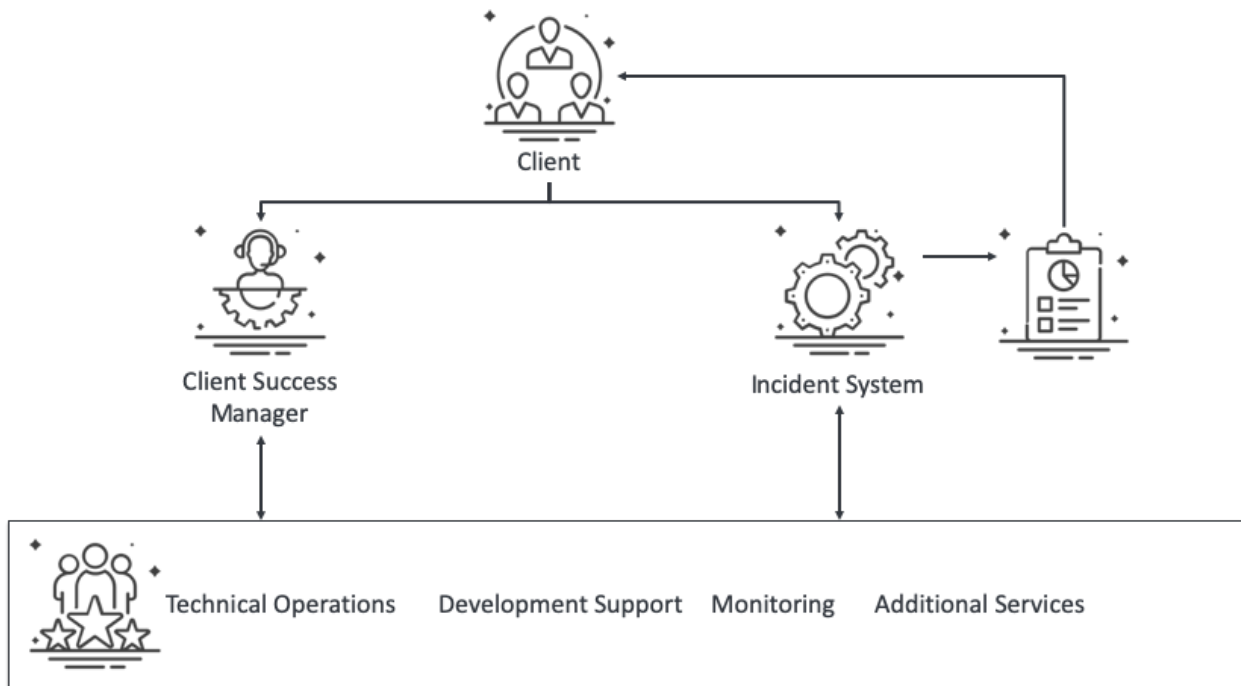 Client
Client Success
Manager
Incident System
Technical Operations
Development Support
Monitoring
Additional Services